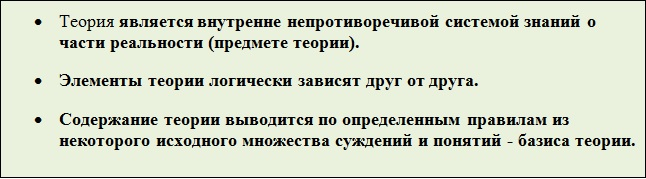 • Теория является внутренне непротиворечивой системой знаний о
части реальности (предмете теории).
• Элементы теории логически зависят друг от друга.
• Содержание теории выводится по определенным правилам из
некоторого исходного множества суждений и понятий - базиса теории.